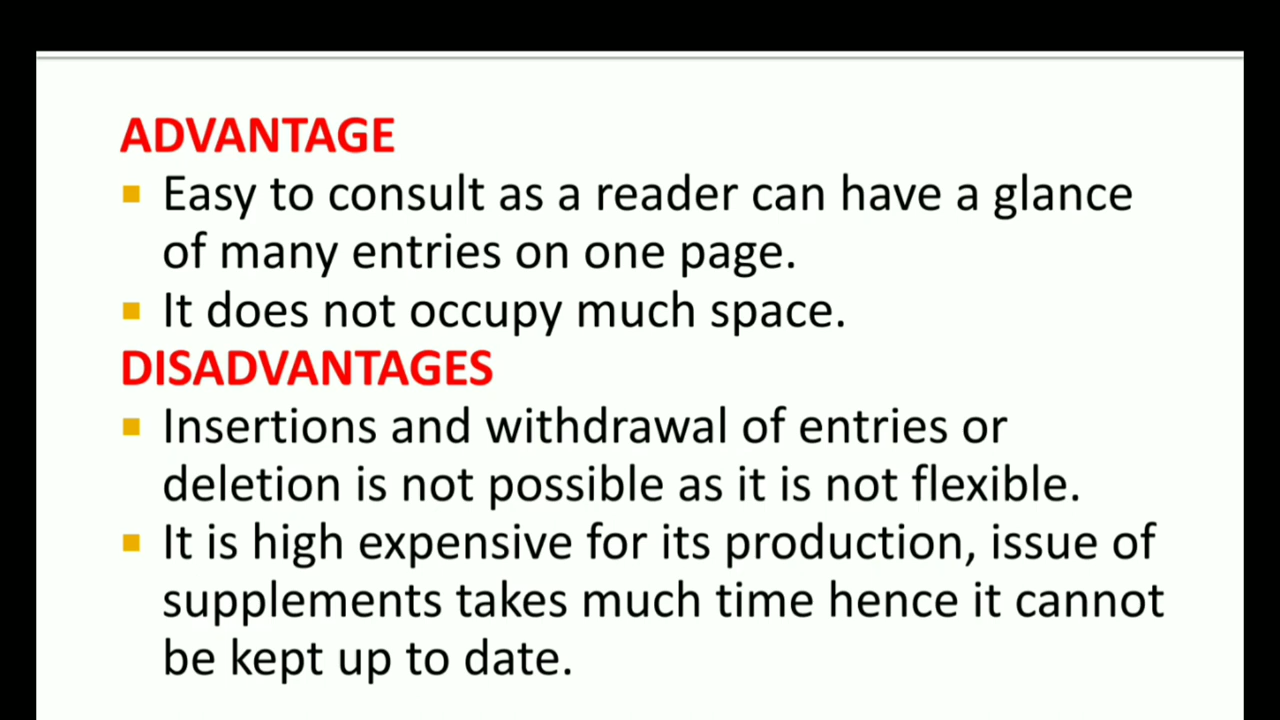 ADVANTAGE
▪ Easy to consult as a reader can have a glance
of many entries on one page.
▪ It does not occupy much space.
DISADVANTAGES
▪ Insertions and withdrawal of entries or
deletion is not possible as it is not flexible.
▪ It is high expensive for its production, issue of
supplements takes much time hence it cannot
be kept up to date.